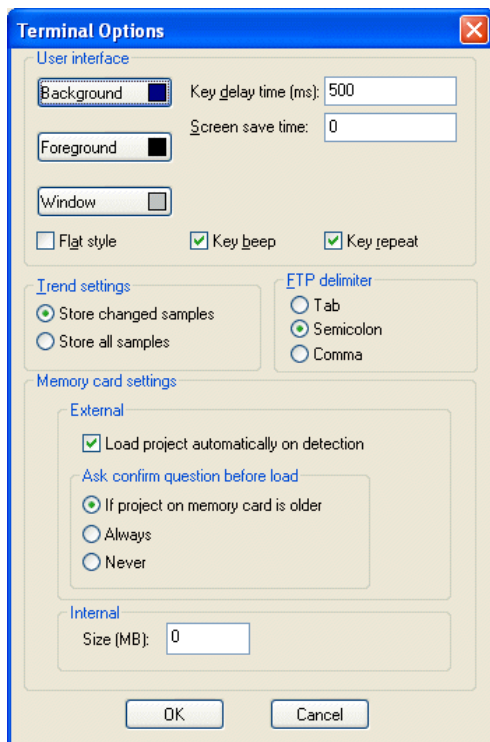 Terminal Options
User interface
Background
Key delay time (ms): 500
Screen save time: 0
Foreground
Window
Flat style
Key beep
Key repeat
Trend settings
Store changed samples
Store all samples
FTP delimiter
Tab
Semicolon
Comma
Memory card settings
External
Load project automatically on detection
Ask confirm question before load
If project on memory card is older
Always
Never
Internal
Size (MB): 0
OK
Cancel